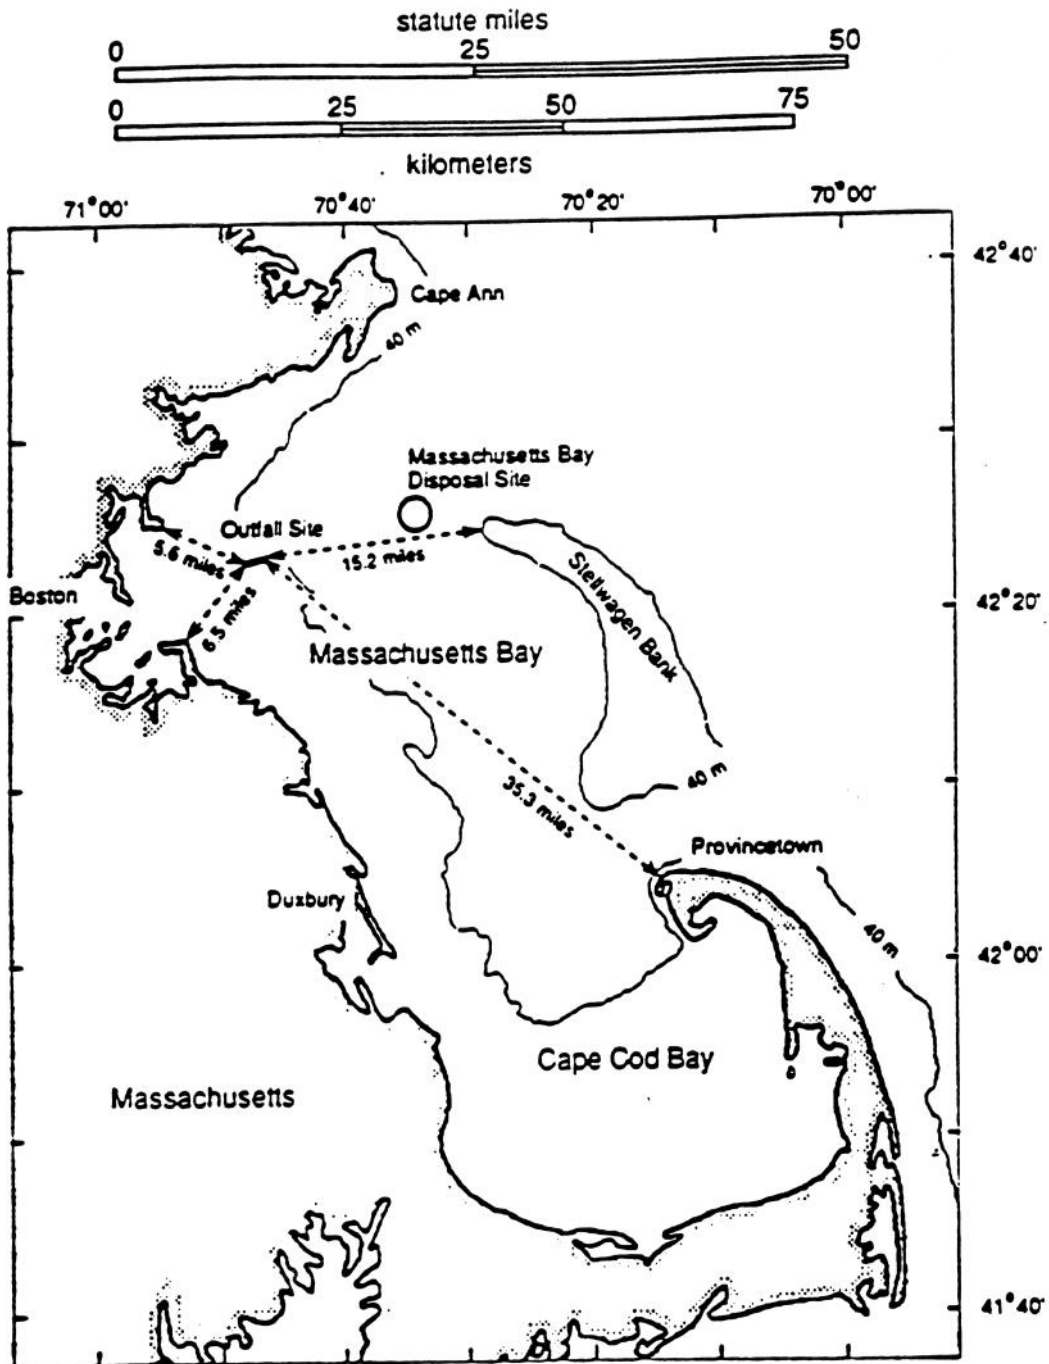 statute miles
0 25 50
0 25 50 75
kilometers
71°00' 70°40' 70°20' 70°00'
42°40'
Cape Ann
40 m
Massachusetts Bay
Disposal Site
Outfall Site
5.6 miles
15.2 miles
Boston
6.5 miles
Stellwagen Bank
42°20'
Massachusetts Bay
40 m
35.3 miles
Provincetown
Duxbury
40 m
42°00'
Cape Cod Bay
Massachusetts
41°40'